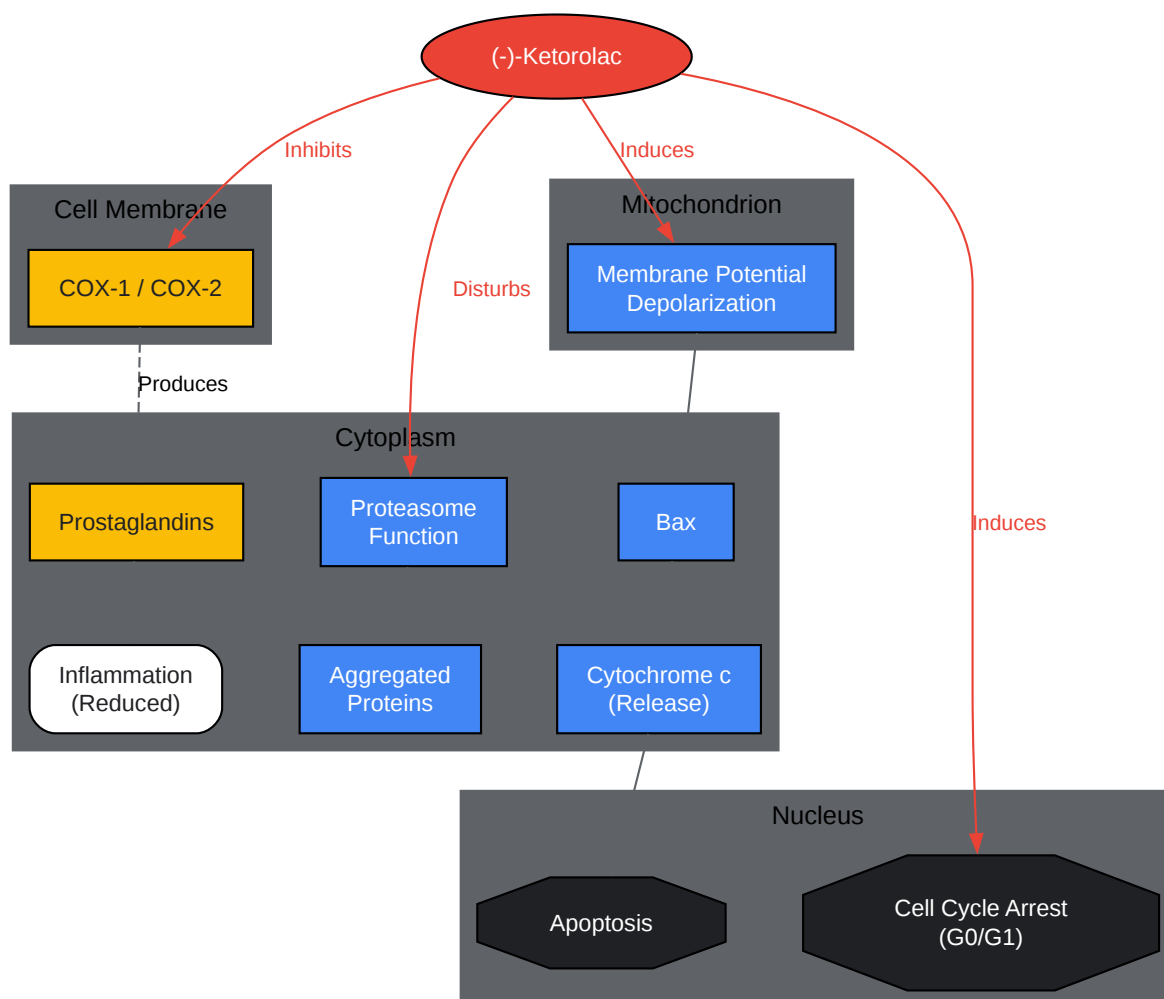 (-)-Ketorolac
Inhibits
Induces
Cell Membrane
Mitochondrion
COX-1 / COX-2
Membrane Potential
Depolarization
Disturbs
Produces
Cytoplasm
Prostaglandins
Proteasome
Function
Bax
Induces
Inflammation
(Reduced)
Aggregated
Proteins
Cytochrome c
(Release)
Nucleus
Apoptosis
Cell Cycle Arrest
(G0/G1)